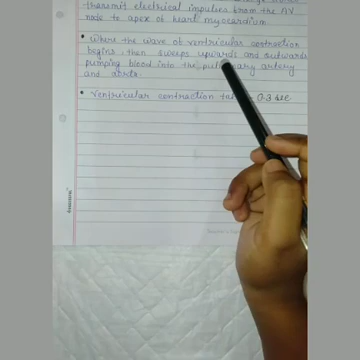 transmit electrical impulses from the AV
node to apex of heart myocardium
• Where the wave of ventricular contraction
begins, then sweeps upwards and outwards
pumping blood into the pulmonary artery
and aorta.
• Ventricular contraction 0.3 sec